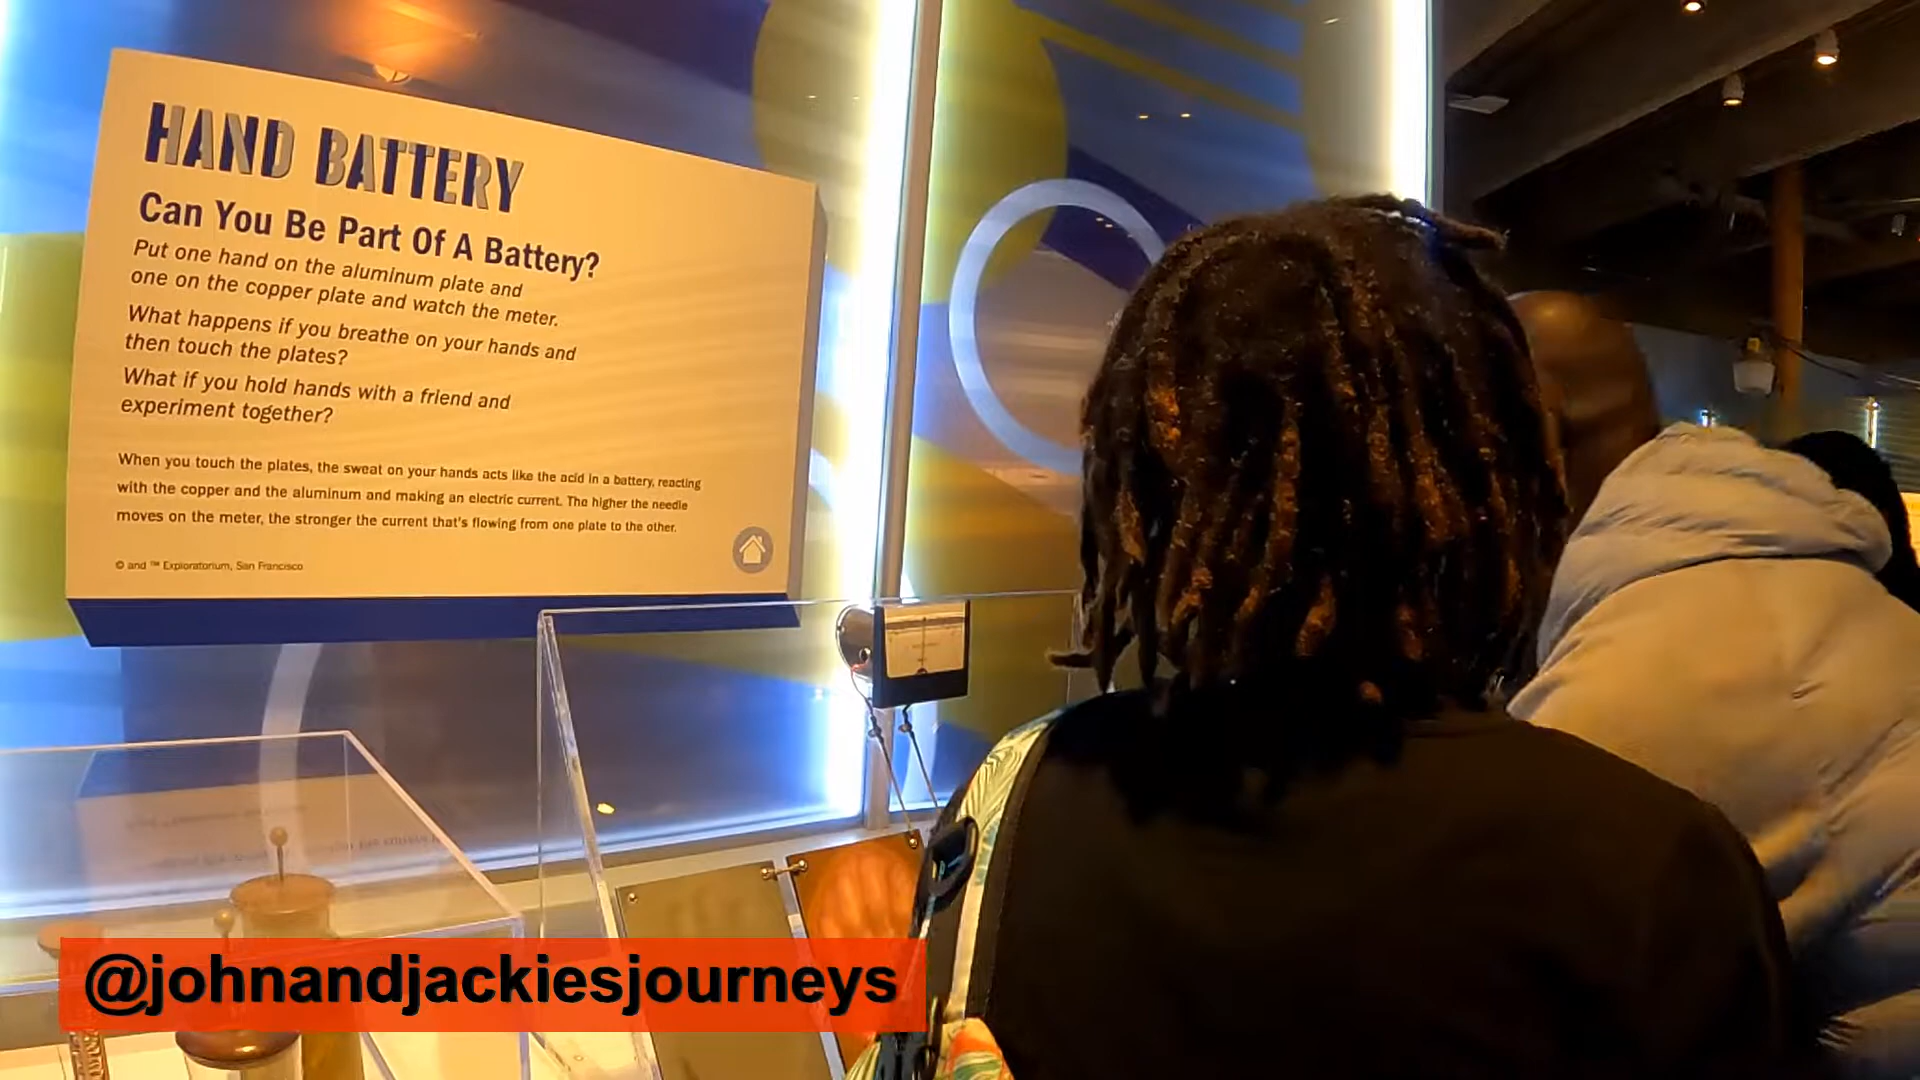 HAND BATTERY
Can You Be Part Of A Battery?
Put one hand on the aluminum plate and
one on the copper plate and watch the meter.
What happens if you breathe on your hands and
then touch the plates?
What if you hold hands with a friend and
experiment together?
When you touch the plates, the sweat on your hands acts like the acid in a battery, reacting
with the copper and the aluminum and making an electric current. The higher the needle
moves on the meter, the stronger the current that's flowing from one plate to the other.
© and ™ Exploratorium, San Francisco
@johnandjackiesjourneys